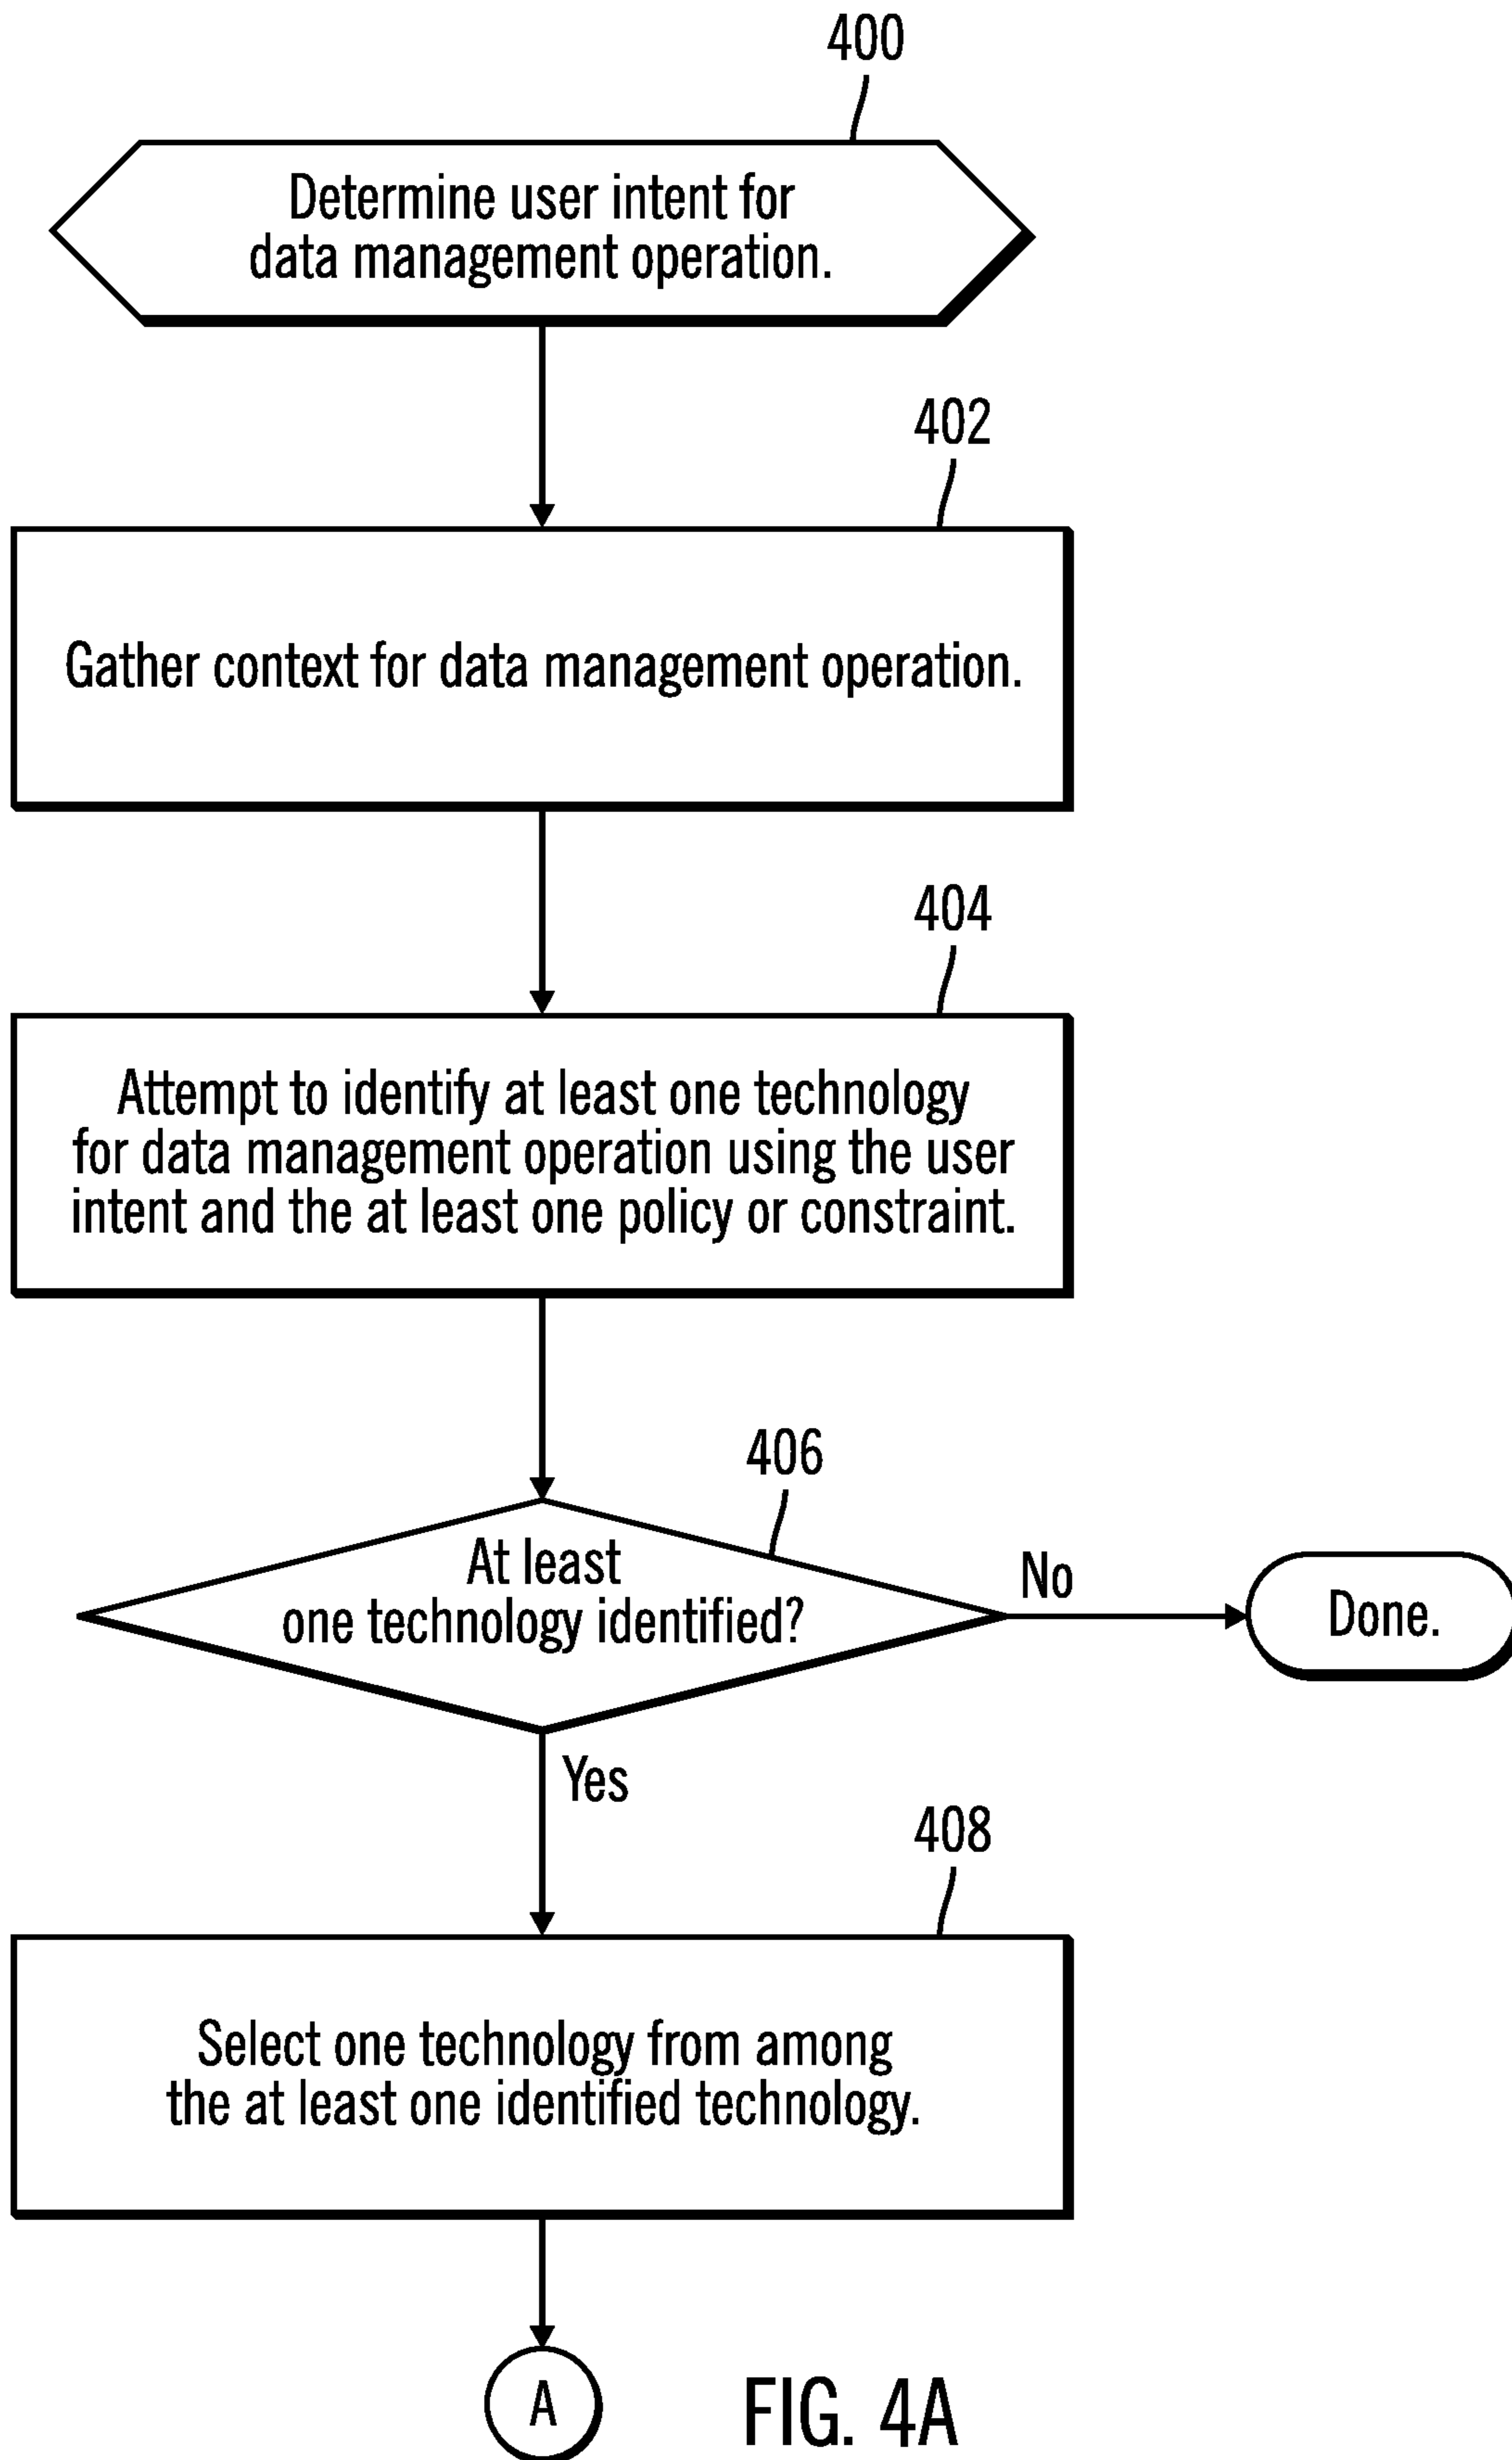 400
Determine user intent for
data management operation.
402
Gather context for data management operation.
404
Attempt to identify at least one technology
for data management operation using the user
intent and the at least one policy or constraint.
406
At least
one technology identified?
No
Done.
Yes
408
Select one technology from among
the at least one identified technology.
A
FIG. 4A